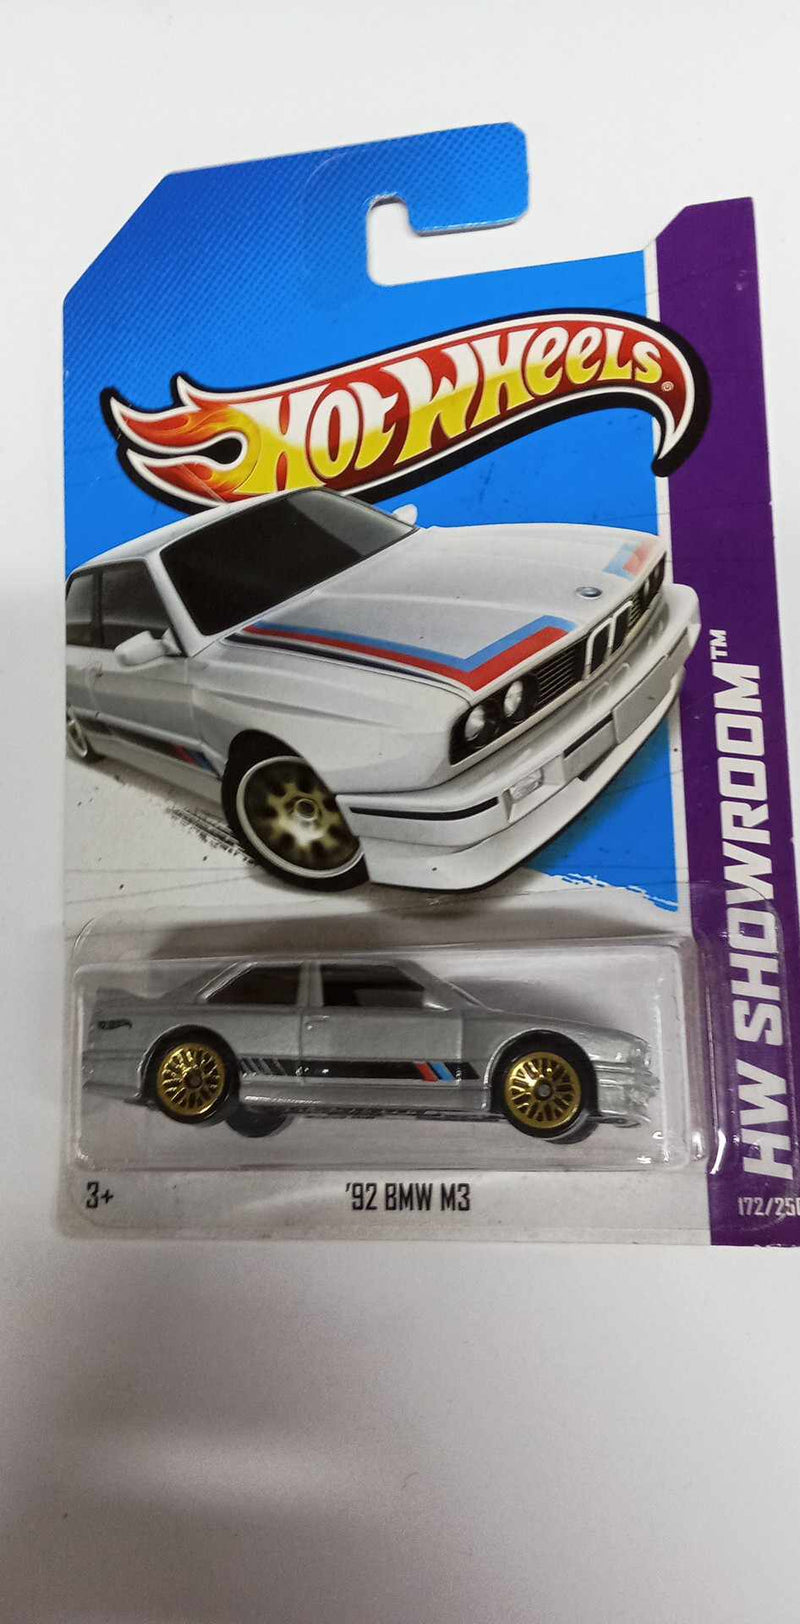 HOT WHEELS®
HW SHOWROOM™
3+
'92 BMW M3
172/250